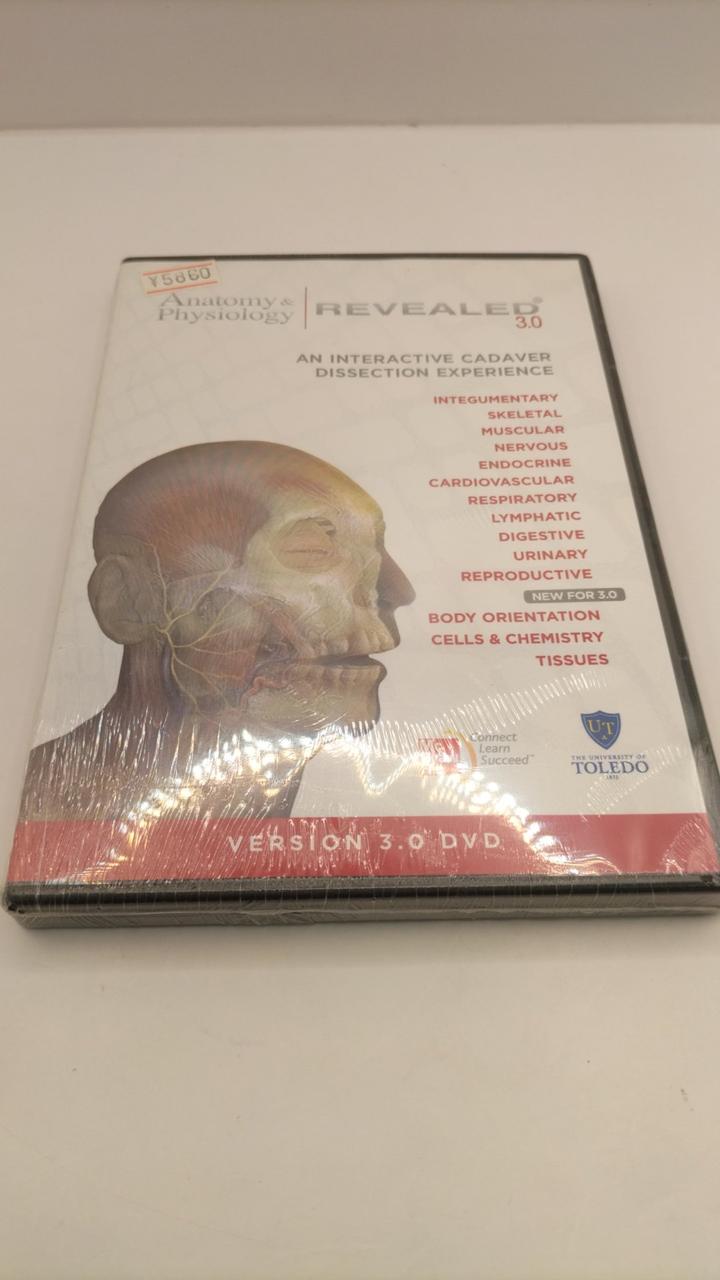 ¥5860
Anatomy &
Physiology
REVEALED®
3.0
AN INTERACTIVE CADAVER
DISSECTION EXPERIENCE
INTEGUMENTARY
SKELETAL
MUSCULAR
NERVOUS
ENDOCRINE
CARDIOVASCULAR
RESPIRATORY
LYMPHATIC
DIGESTIVE
URINARY
REPRODUCTIVE
NEW FOR 3.0
BODY ORIENTATION
CELLS & CHEMISTRY
TISSUES
Connect
Learn
Succeed™
UT
THE UNIVERSITY OF
TOLEDO
1872
VERSION 3.0 DVD